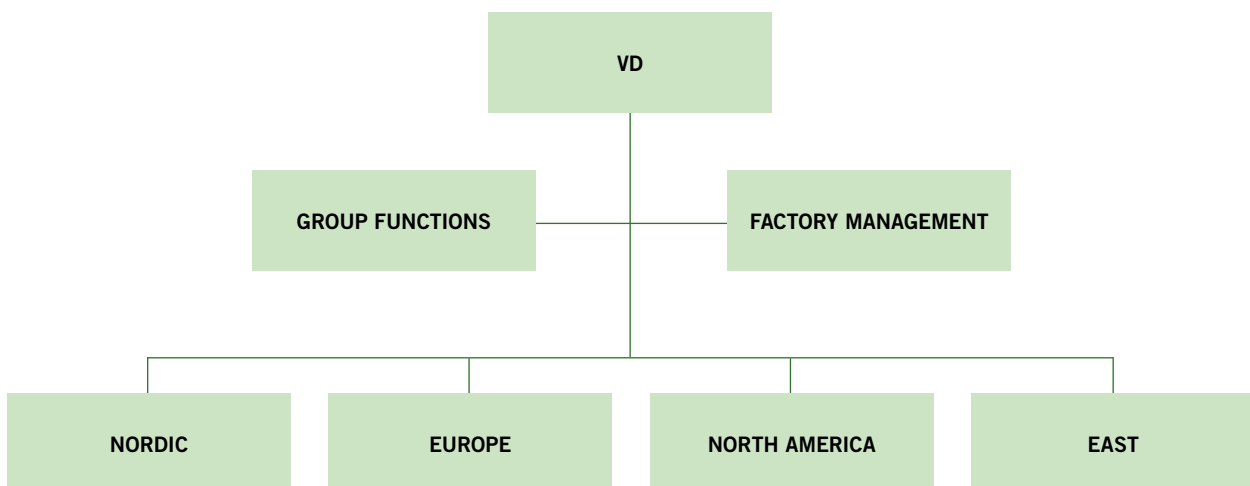 VD
GROUP FUNCTIONS
FACTORY MANAGEMENT
NORDIC
EUROPE
NORTH AMERICA
EAST